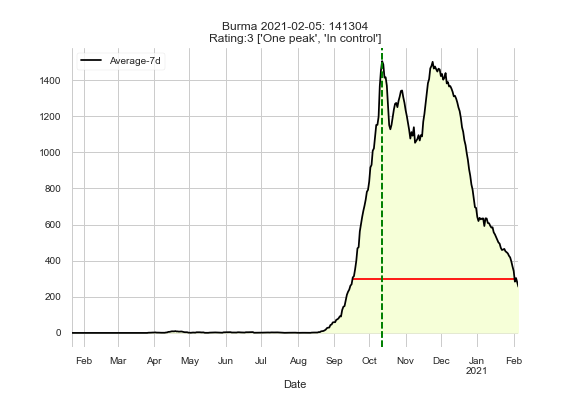 Burma 2021-02-05: 141304
Rating:3 ['One peak', 'In control']
Average-7d
1400
1200
1000
800
600
400
200
0
Feb Mar Apr May Jun Jul Aug Sep Oct Nov Dec Jan Feb
2021
Date